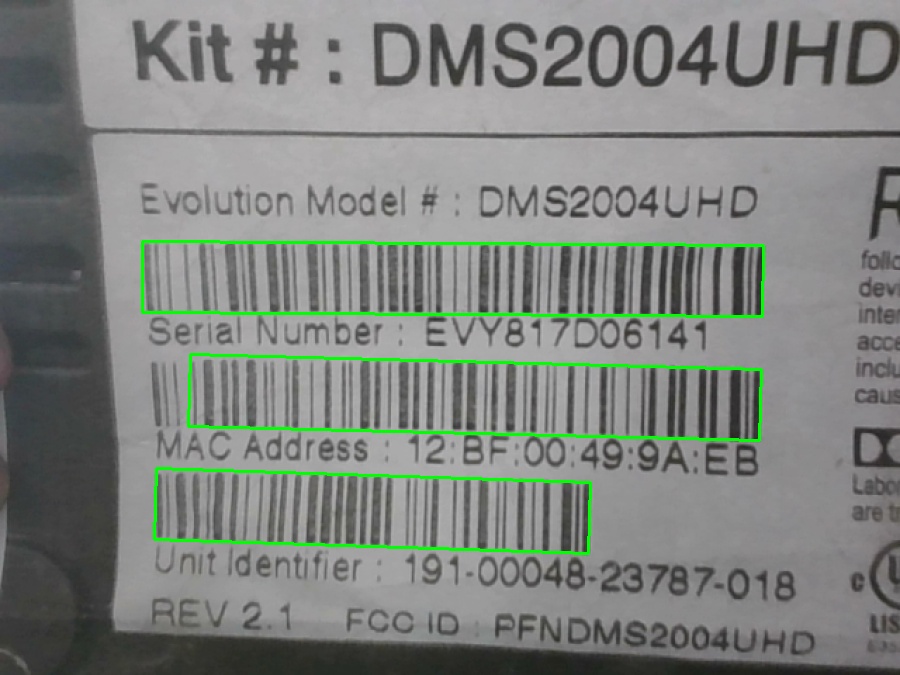 Kit # : DMS2004UHD
Evolution Model # : DMS2004UHD
Serial Number : EVY817D06141
MAC Address : 12:BF:00:49:9A:EB
Unit Identifier : 191-00048-23787-018
REV 2.1 FCC ID : PFNDMS2004UHD
R
follo
devi
inter
acce
inclu
caus
Labo
are tr
c
LIS